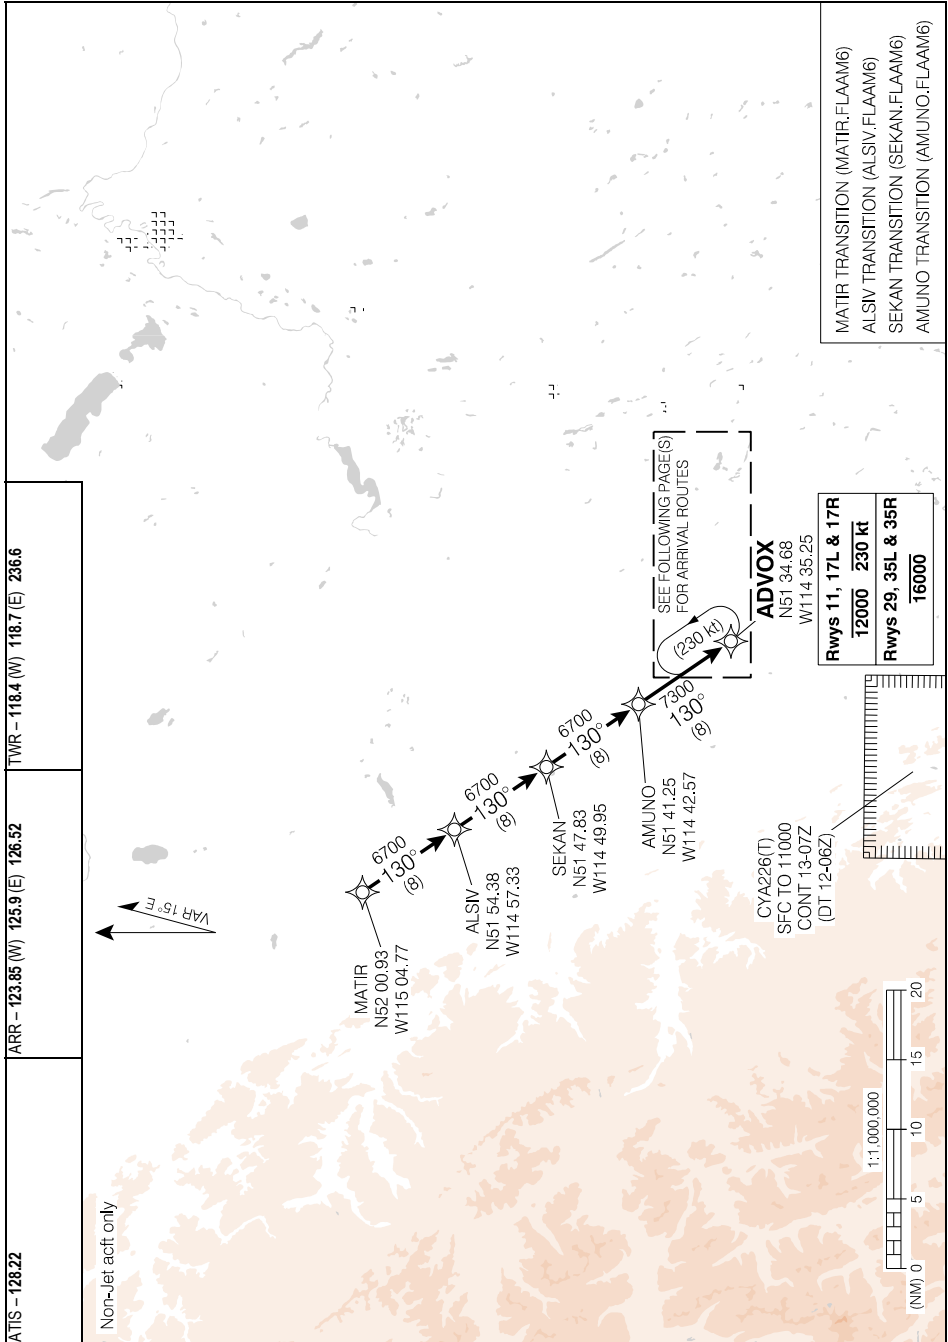 ATIS – 128.22
ARR – 123.85 (W) 125.9 (E) 126.52
TWR – 118.4 (W) 118.7 (E) 236.6
Non-Jet acft only
VAR 15° E
MATIR
N52 00.93
W115 04.77
6700
130°
(8)
ALSIV
N51 54.38
W114 57.33
6700
130°
(8)
SEKAN
N51 47.83
W114 49.95
6700
130°
(8)
AMUNO
N51 41.25
W114 42.57
7300
130°
(8)
(230 kt)
SEE FOLLOWING PAGE(S)
FOR ARRIVAL ROUTES
ADVOX
N51 34.68
W114 35.25
Rwys 11, 17L & 17R
12000 230 kt
Rwys 29, 35L & 35R
16000
CYA226(T)
SFC TO 11000
CONT 13-07Z
(DT 12-06Z)
1:1,000,000
(NM) 0 5 10 15 20
MATIR TRANSITION (MATIR.FLAAM6)
ALSIV TRANSITION (ALSIV.FLAAM6)
SEKAN TRANSITION (SEKAN.FLAAM6)
AMUNO TRANSITION (AMUNO.FLAAM6)